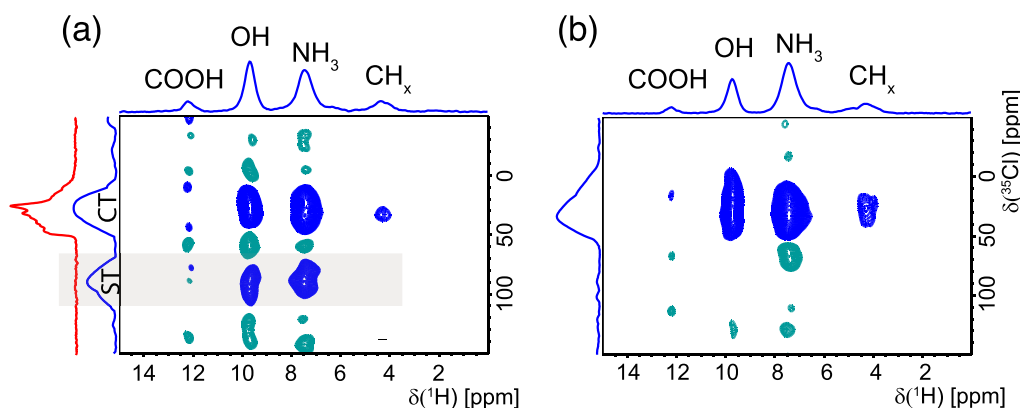 (a)
COOH
OH
NH3
CHx
CT
ST
0
50
100
14 12 10 8 6 4 2
δ(¹H) [ppm]
(b)
COOH
OH
NH3
CHx
0
50
100
δ(³⁵Cl) [ppm]
14 12 10 8 6 4 2
δ(¹H) [ppm]